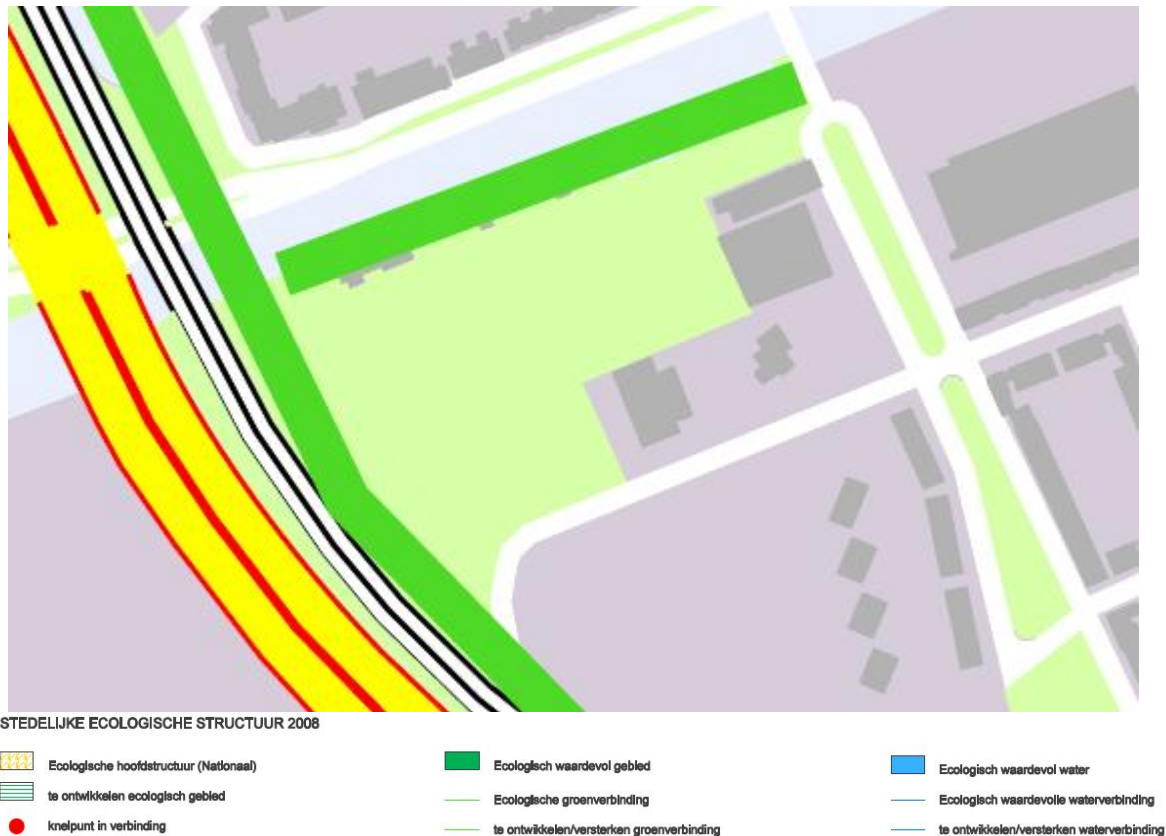 STEDELIJKE ECOLOGISCHE STRUCTUUR 2008
Ecologische hoofdstructuur (Nationaal)
te ontwikkelen ecologisch gebied
knelpunt in verbinding
Ecologisch waardevol gebied
Ecologische groenverbinding
te ontwikkelen/versterken groenverbinding
Ecologisch waardevol water
Ecologisch waardevolle waterverbinding
te ontwikkelen/versterken waterverbinding